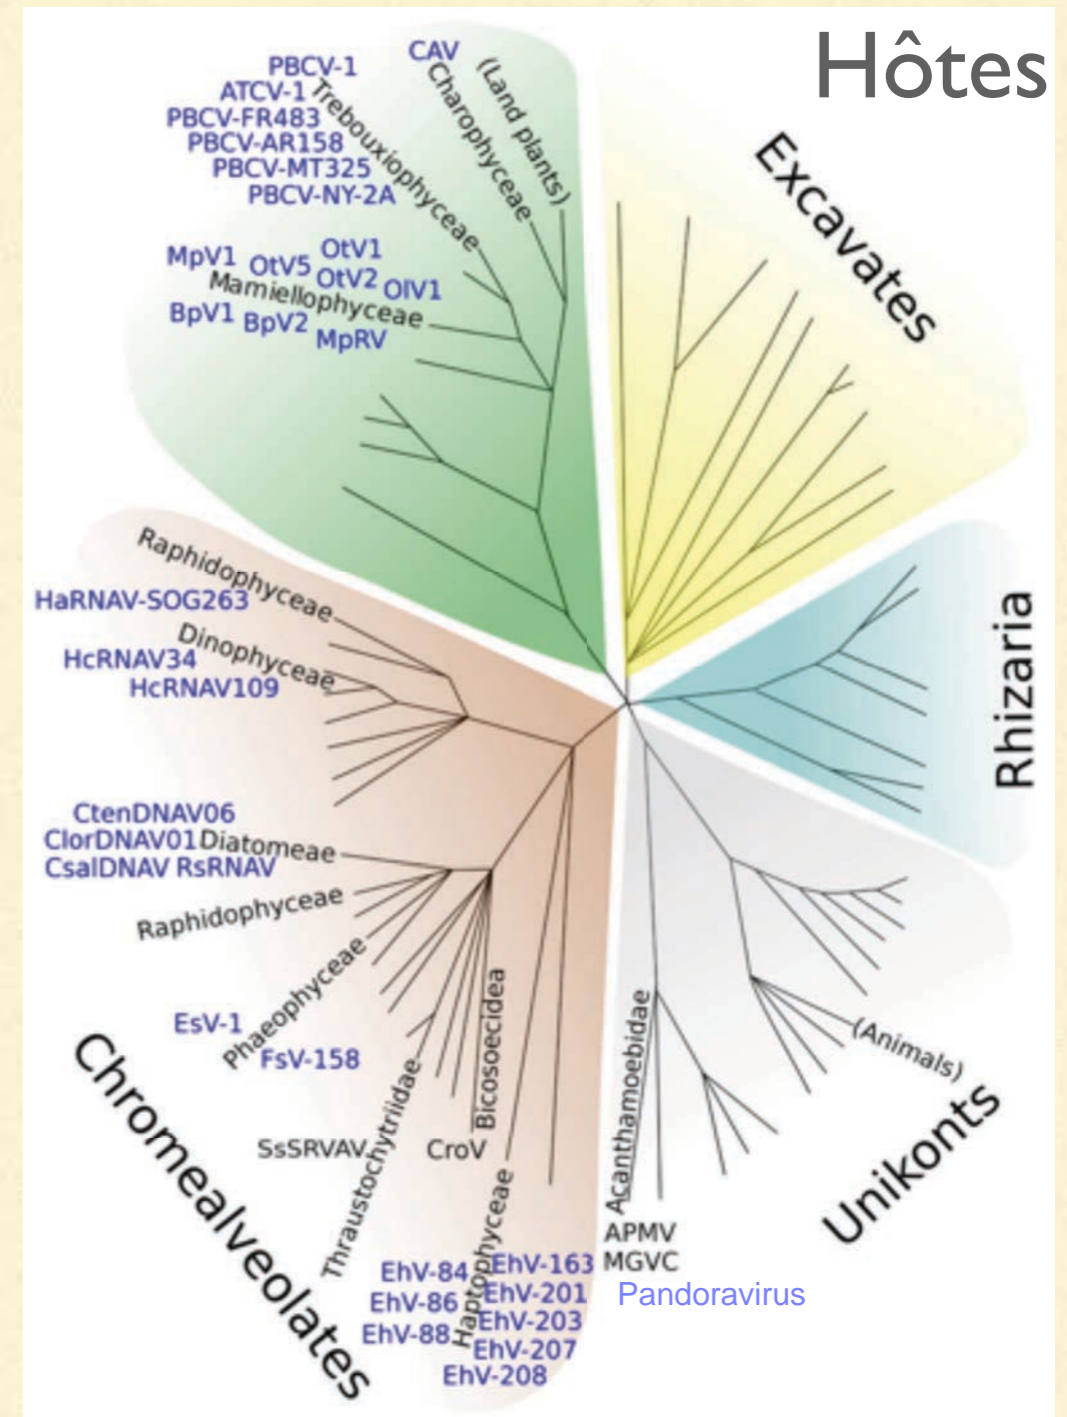 Hôtes
CAV
PBCV-1
ATCV-1
PBCV-FR483
PBCV-AR158
PBCV-MT325
PBCV-NY-2A
Trebouxiophyceae
Charophyceae
(Land plants)
Excavates
OtV1
MpV1 OtV5 OtV2 OlV1
Mamiellophyceae
BpV1 BpV2
MpRV
Raphidophyceae
HaRNAV-SOG263
Dinophyceae
HcRNAV34
HcRNAV109
Rhizaria
CtenDNAV06
ClorDNAV01 Diatomeae
CsalDNAV RsRNAV
Raphidophyceae
Phaeophyceae
EsV-1
FsV-158
Bicosoecidea
Acanthamoebidae
(Animals)
Chromealveolates
SsSRVAV
Thraustochytriidae
CroV
Haptophyceae
Unikonts
APMV
MGVC
Pandoravirus
EhV-84 EhV-163
EhV-86 EhV-201
EhV-88 EhV-203
EhV-207
EhV-208